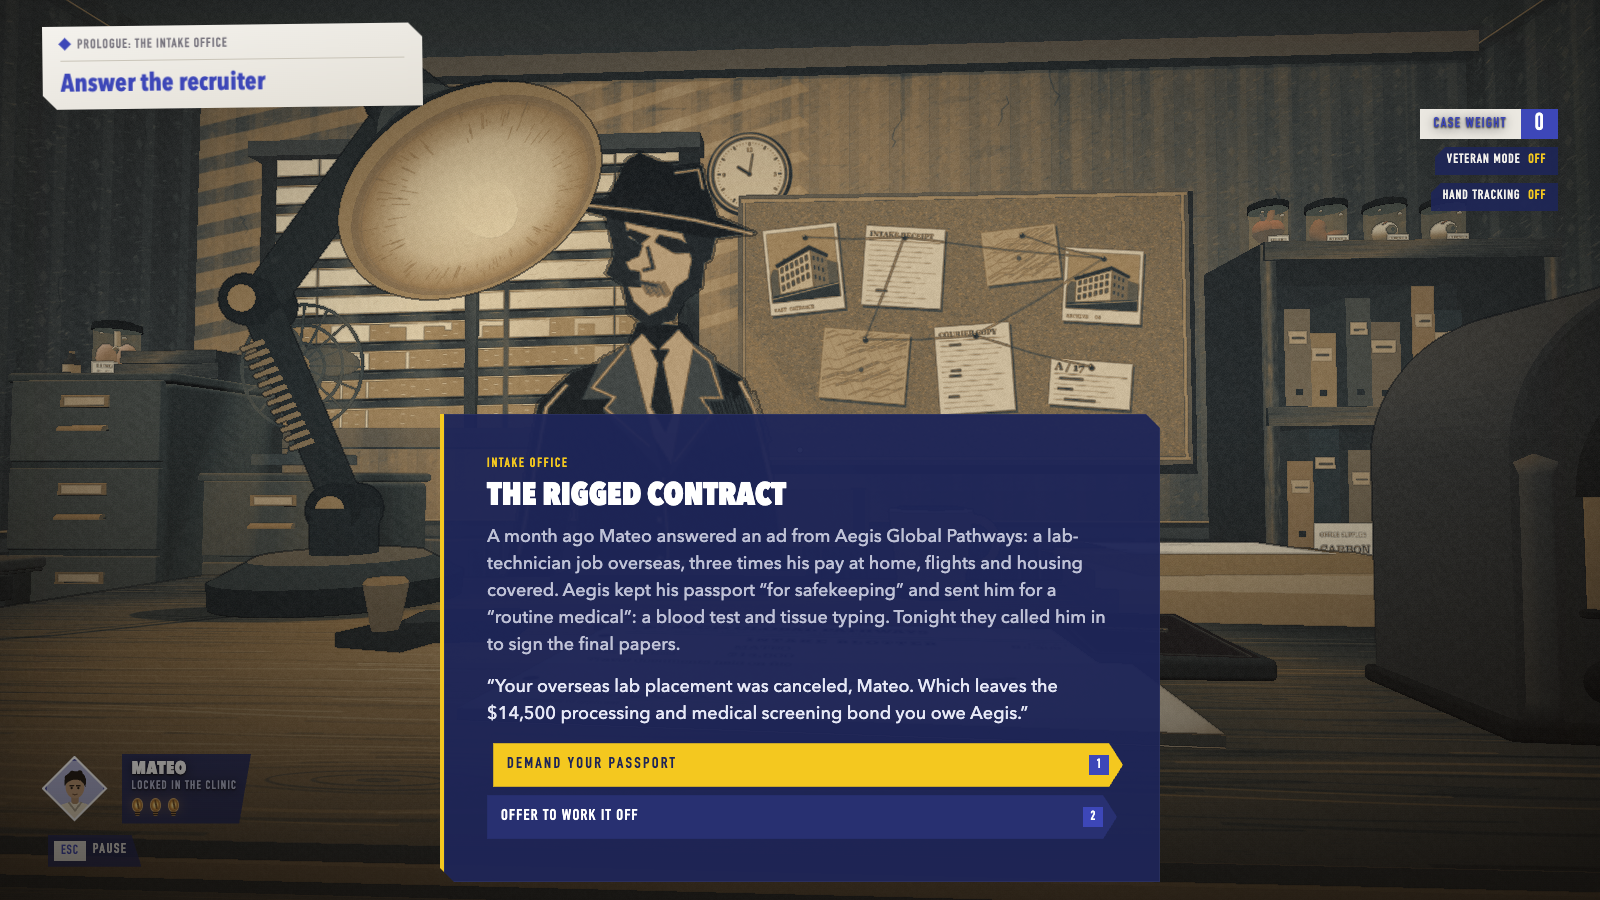 PROLOGUE: THE INTAKE OFFICE
Answer the recruiter
CASE WEIGHT 0
VETERAN MODE OFF
HAND TRACKING OFF
12
3
9
INTAKE RECEIPT
COURIER COPY
A/17
CARBON
INTAKE OFFICE
THE RIGGED CONTRACT
A month ago Mateo answered an ad from Aegis Global Pathways: a lab-
technician job overseas, three times his pay at home, flights and housing
covered. Aegis kept his passport “for safekeeping” and sent him for a
“routine medical”: a blood test and tissue typing. Tonight they called him in
to sign the final papers.
“Your overseas lab placement was canceled, Mateo. Which leaves the
$14,500 processing and medical screening bond you owe Aegis.”
DEMAND YOUR PASSPORT 1
OFFER TO WORK IT OFF 2
MATEO
LOCKED IN THE CLINIC
ESC PAUSE